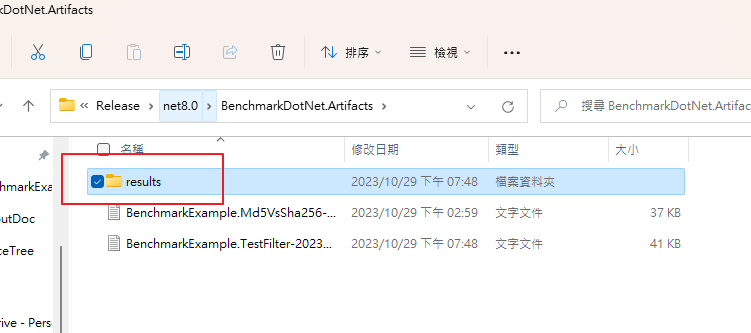 kDotNet.Artifacts
排序 檢視
Release net8.0 BenchmarkDotNet.Artifacts 搜尋 BenchmarkDotNet.Artifacts
名稱 修改日期 類型 大小
results 2023/10/29 下午 07:48 檔案資料夾
hmarkExa BenchmarkExample.Md5VsSha256-... 2023/10/29 下午 02:59 文字文件 37 KB
outDoc
BenchmarkExample.TestFilter-2023... 2023/10/29 下午 07:48 文字文件 41 KB
ceTree
rive - Perso